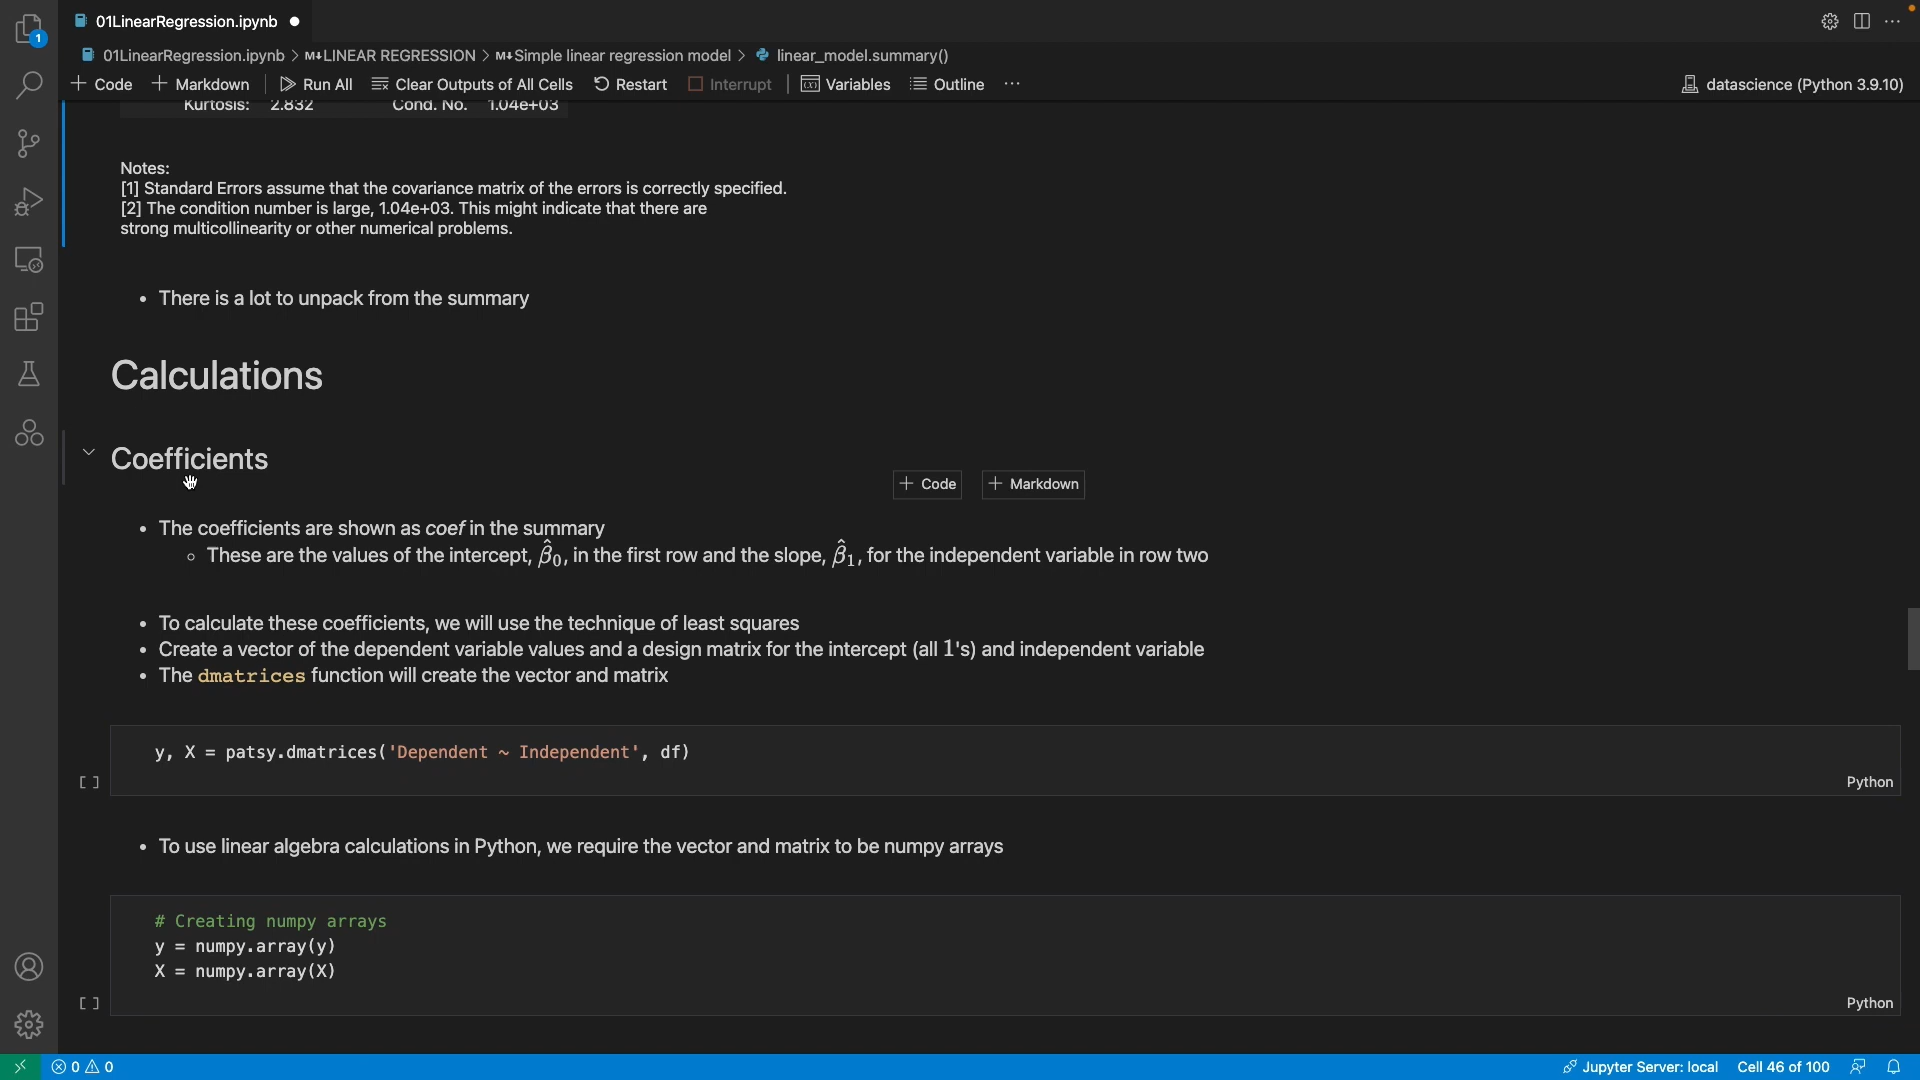 01LinearRegression.ipynb
1
01LinearRegression.ipynb > M↓LINEAR REGRESSION > M↓Simple linear regression model > linear_model.summary()
+ Code + Markdown Run All Clear Outputs of All Cells Restart Interrupt Variables Outline ··· datascience (Python 3.9.10)
Kurtosis: 2.832 Cond. No. 1.04e+03
Notes:
[1] Standard Errors assume that the covariance matrix of the errors is correctly specified.
[2] The condition number is large, 1.04e+03. This might indicate that there are
strong multicollinearity or other numerical problems.
• There is a lot to unpack from the summary
Calculations
Coefficients
+ Code + Markdown
• The coefficients are shown as coef in the summary
◦ These are the values of the intercept, β̂₀, in the first row and the slope, β̂₁, for the independent variable in row two
• To calculate these coefficients, we will use the technique of least squares
• Create a vector of the dependent variable values and a design matrix for the intercept (all 1's) and independent variable
• The dmatrices function will create the vector and matrix
y, X = patsy.dmatrices('Dependent ~ Independent', df)
[ ] Python
• To use linear algebra calculations in Python, we require the vector and matrix to be numpy arrays
# Creating numpy arrays
y = numpy.array(y)
X = numpy.array(X)
[ ] Python
0 0 Jupyter Server: local Cell 46 of 100